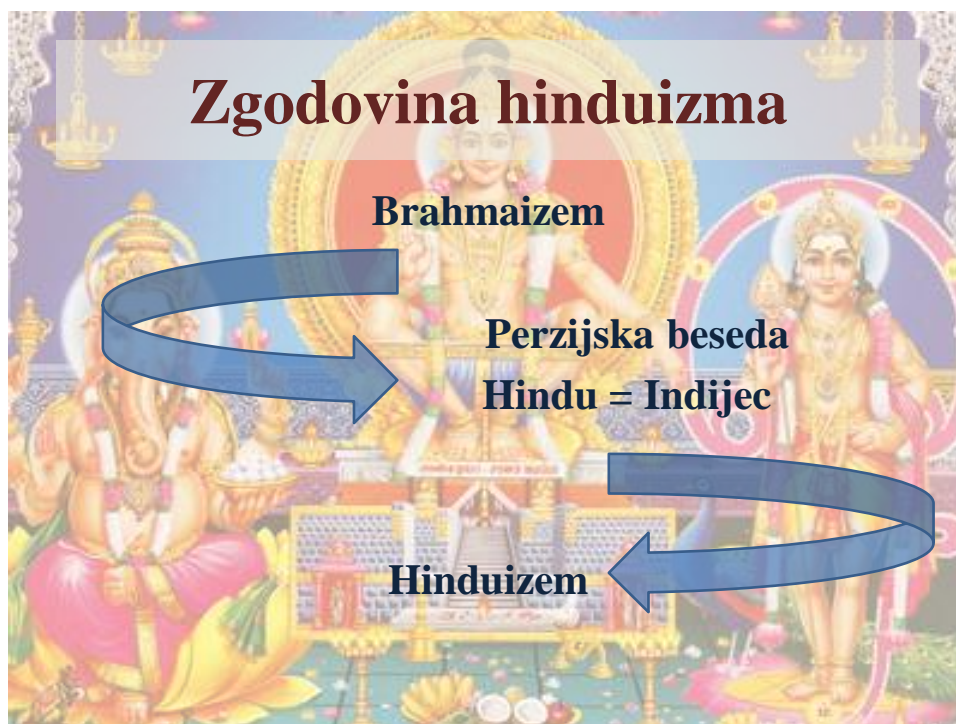 Zgodovina hinduizma
Brahmaizem
Perzijska beseda
Hindu = Indijec
Hinduizem